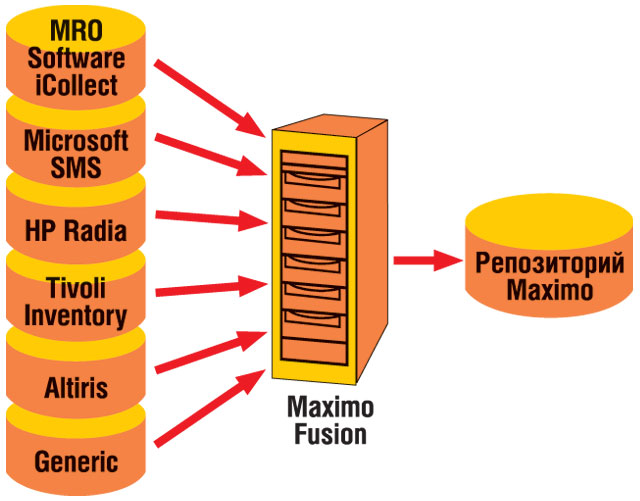 MRO
Software
iCollect
Microsoft
SMS
HP Radia
Tivoli
Inventory
Altiris
Generic
Maximo
Fusion
Репозиторий
Maximo